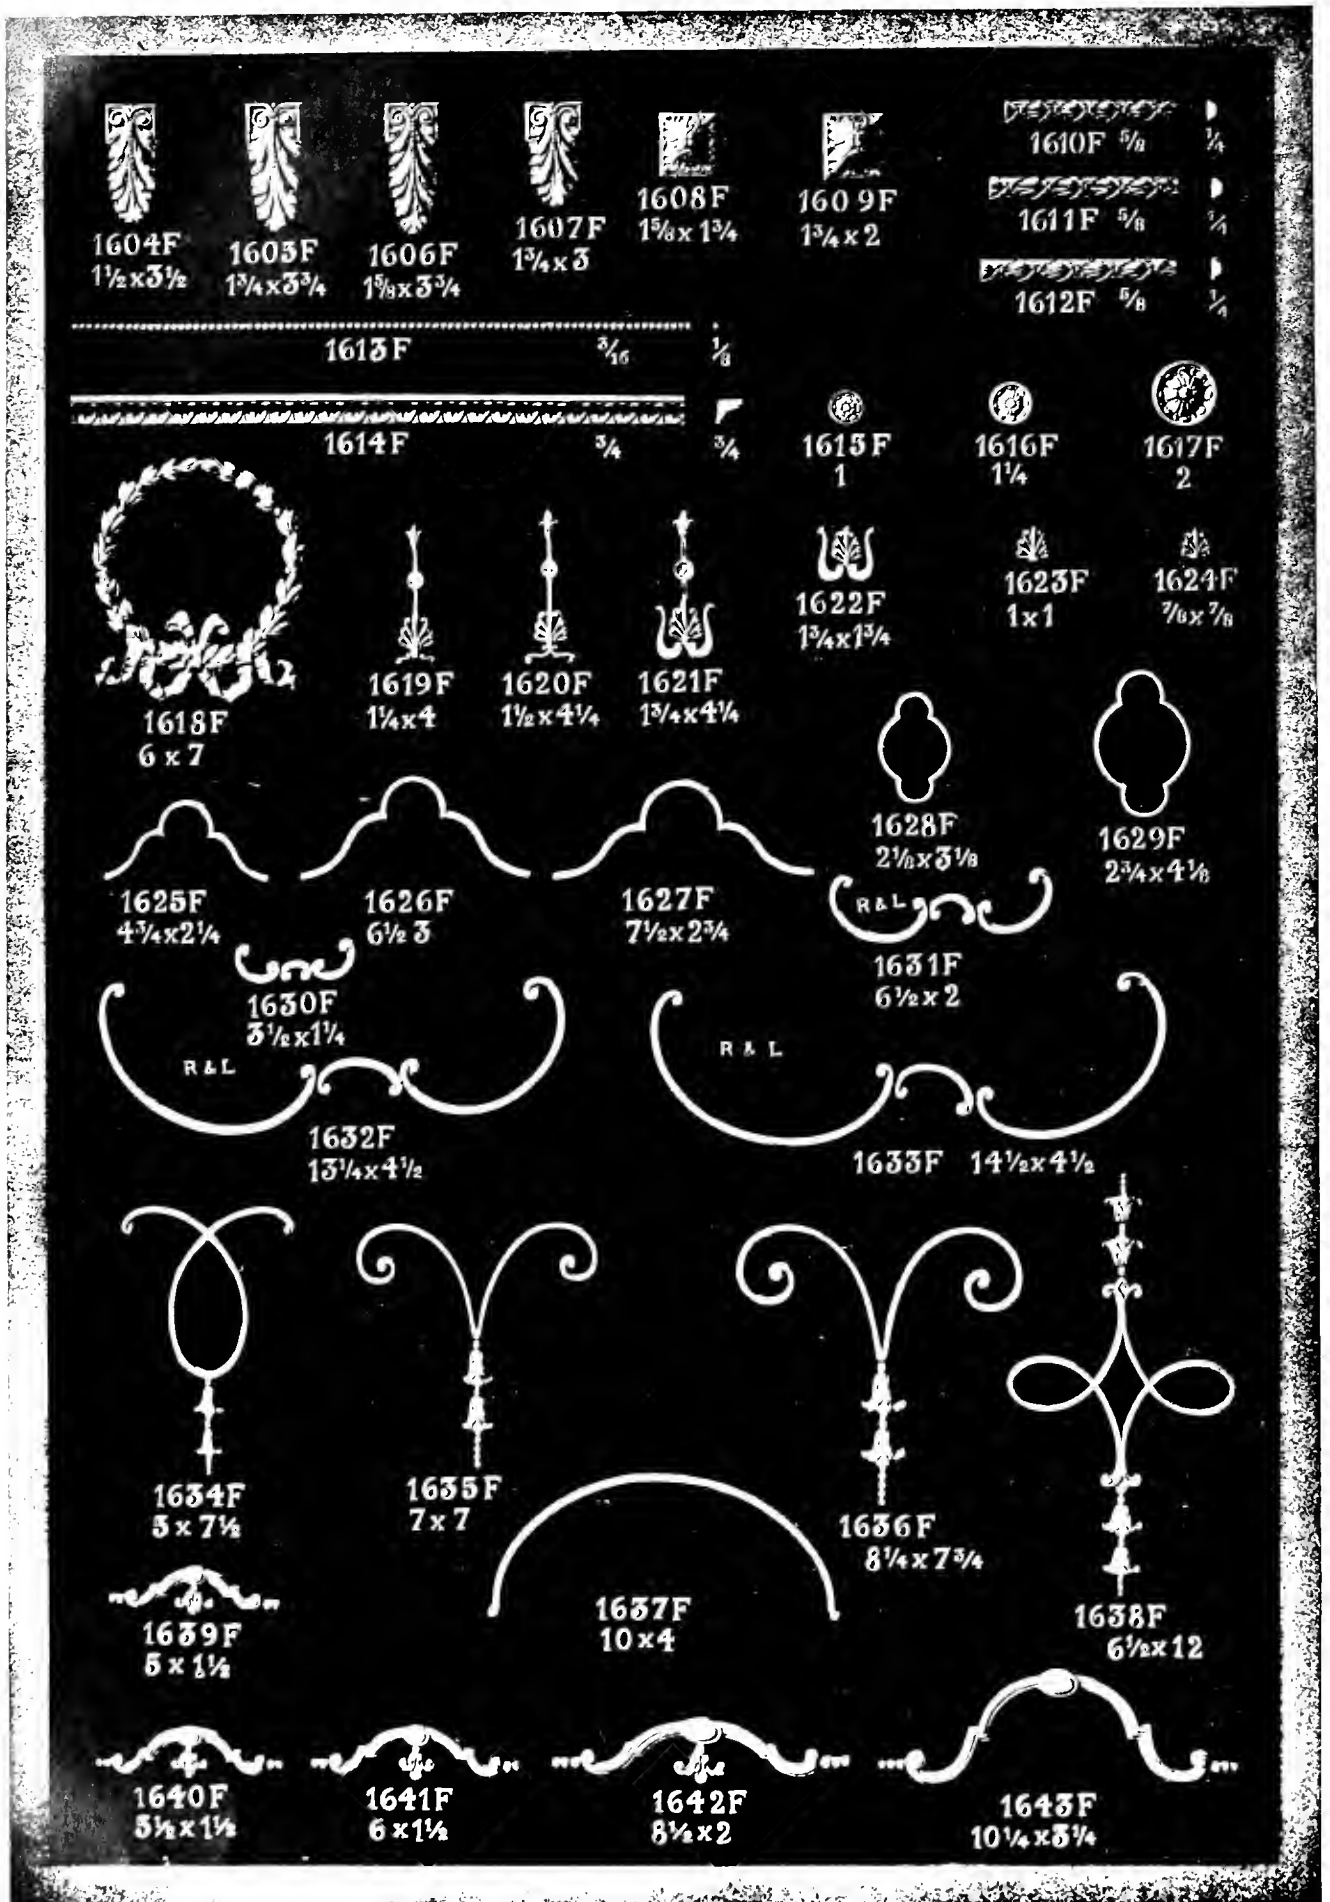 1604F
1½x3½
1605F
1¾x3¾
1606F
1⅝x3¾
1607F
1¾x3
1608F
1⅝x1¾
1609F
1¾x2
1610F ⅝ ¼
1611F ⅝ ¼
1612F ⅝ ¼
1613F 3/16 ⅛
1614F ¾ ¾
1615F
1
1616F
1¼
1617F
2
1618F
6 x 7
1619F
1¼x4
1620F
1½x4¼
1621F
1¾x4¼
1622F
1¾x1¾
1623F
1x1
1624F
⅞x⅞
1625F
4¾x2¼
1626F
6½ 3
1627F
7½x2¾
1628F
2⅛x3⅛
1629F
2¾x4⅛
1630F
3½x1¼
R & L
1631F
6½x2
R & L
1632F
13¼x4½
R & L
1633F 14½x4½
1634F
5 x 7½
1635F
7x7
1636F
8¼x7¾
1637F
10x4
1638F
6½x12
1639F
5 x 1½
1640F
5½x1½
1641F
6x1½
1642F
8½x2
1643F
10¼x3¼